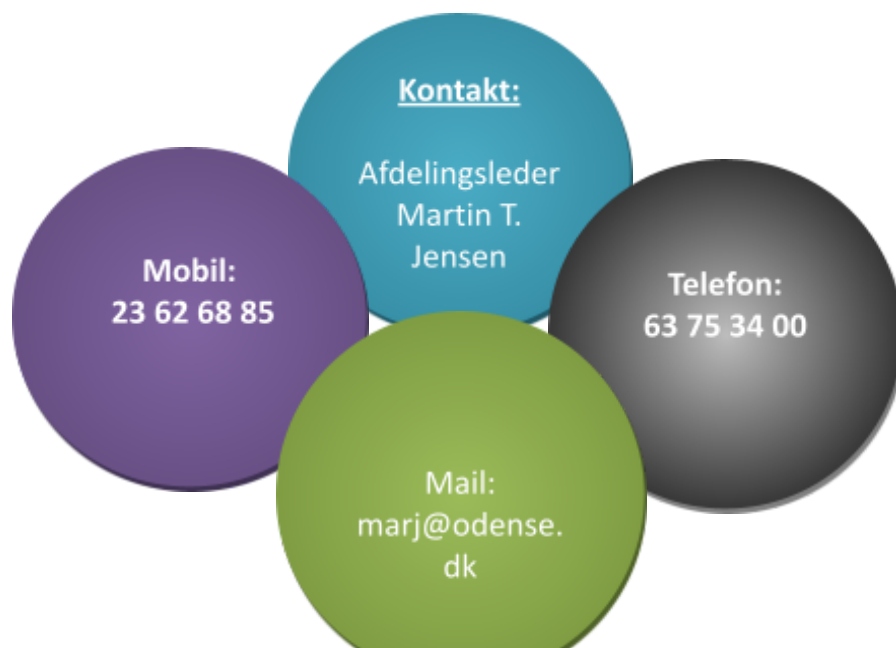 Kontakt:
Afdelingsleder
Martin T.
Jensen
Mobil:
23 62 68 85
Telefon:
63 75 34 00
Mail:
marj@odense.
dk